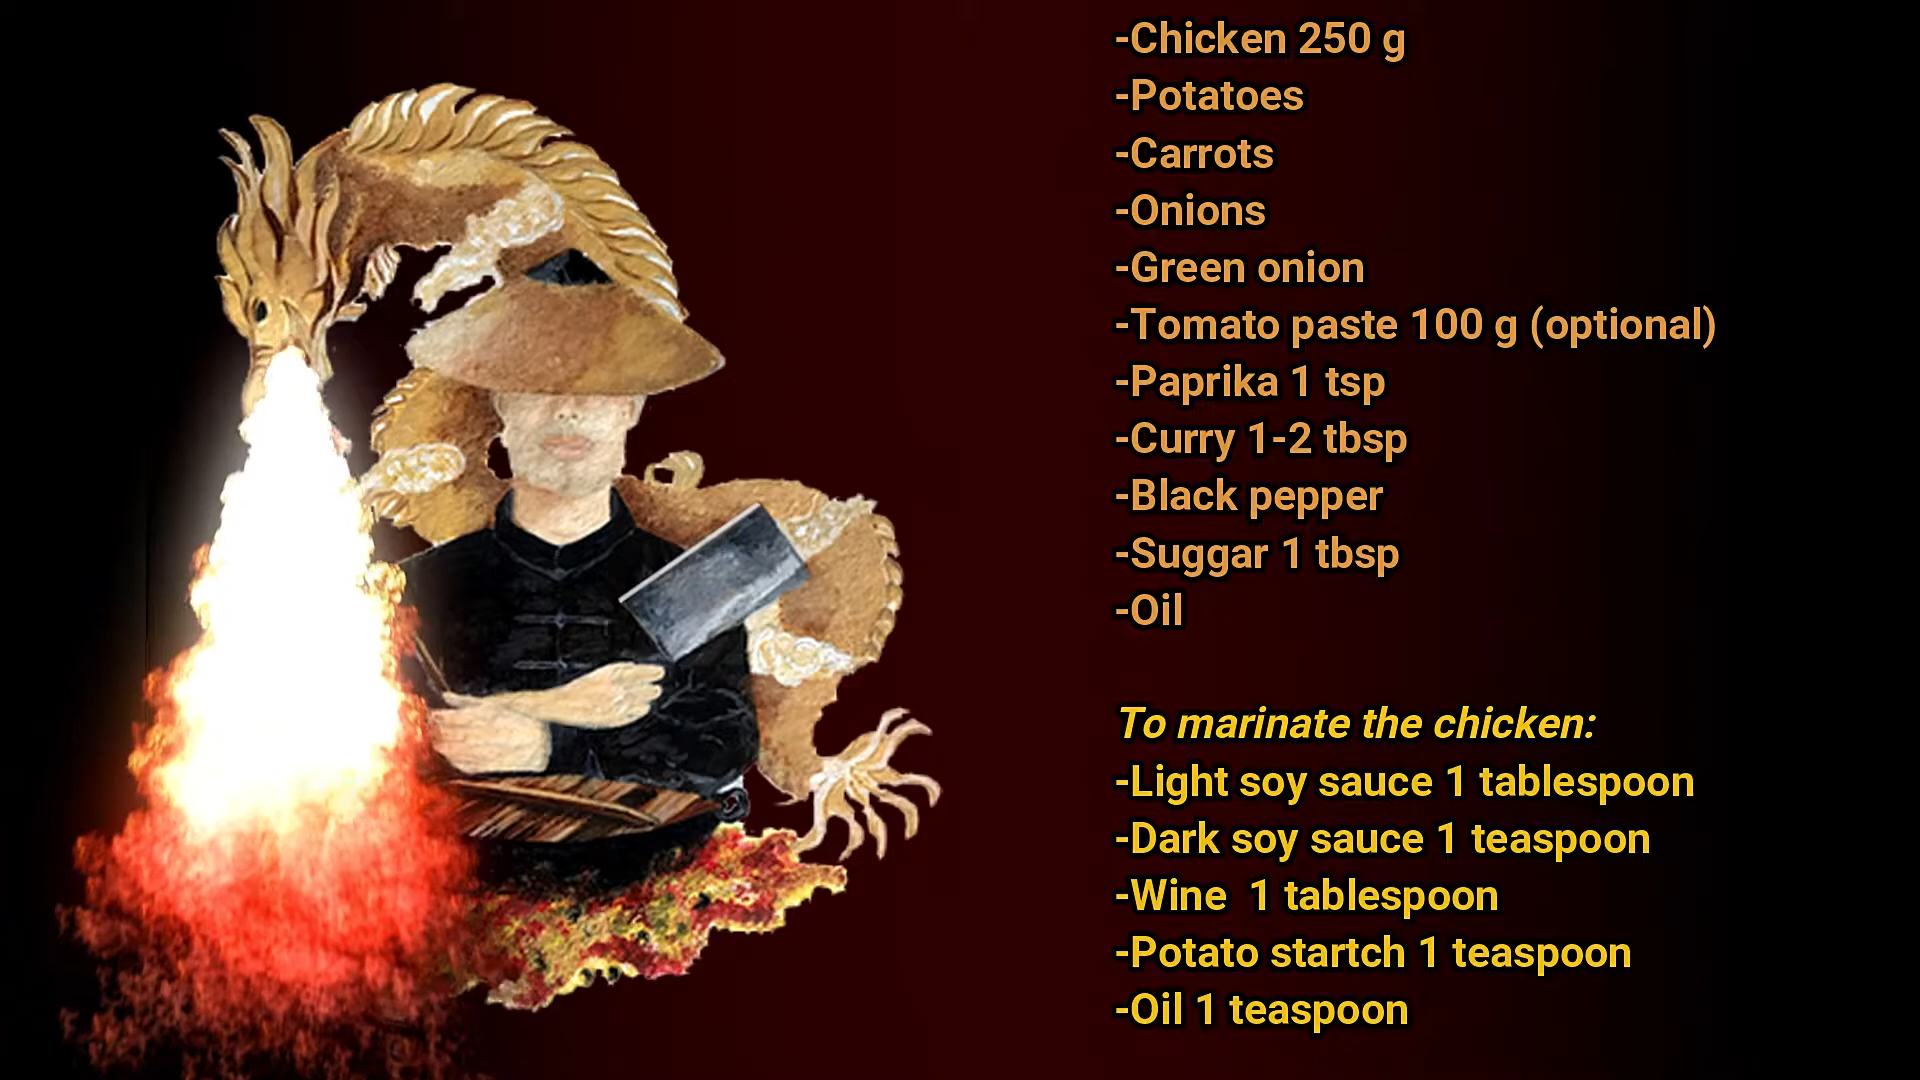 -Chicken 250 g
-Potatoes
-Carrots
-Onions
-Green onion
-Tomato paste 100 g (optional)
-Paprika 1 tsp
-Curry 1-2 tbsp
-Black pepper
-Suggar 1 tbsp
-Oil
To marinate the chicken:
-Light soy sauce 1 tablespoon
-Dark soy sauce 1 teaspoon
-Wine  1 tablespoon
-Potato startch 1 teaspoon
-Oil 1 teaspoon